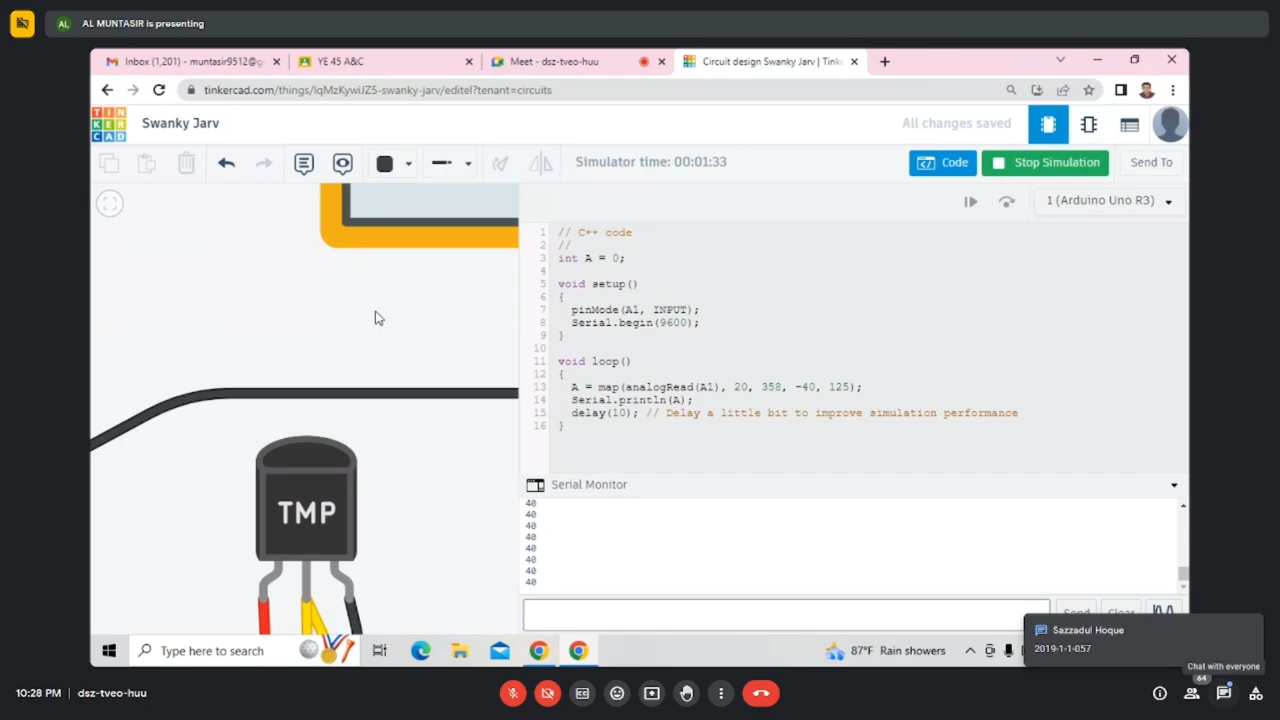 AL
AL MUNTASIR is presenting
Inbox (1,201) - muntasir9512@g
YE 45 A&C
Meet - dsz-tveo-huu
Circuit design Swanky Jarv | Tink
tinkercad.com/things/lqMzKywiJZ5-swanky-jarv/editel?tenant=circuits
TIN
KER
CAD
Swanky Jarv
All changes saved
Simulator time: 00:01:33
Code
Stop Simulation
Send To
1 (Arduino Uno R3)
1 // C++ code
2 //
3 int A = 0;
4
5 void setup()
6 {
7 pinMode(A1, INPUT);
8 Serial.begin(9600);
9 }
10
11 void loop()
12 {
13 A = map(analogRead(A1), 20, 358, -40, 125);
14 Serial.println(A);
15 delay(10); // Delay a little bit to improve simulation performance
16 }
TMP
Serial Monitor
40
40
40
40
40
40
40
40
Send
Clear
Type here to search
87°F Rain showers
Sazzadul Hoque
2019-1-1-057
Chat with everyone
64
10:28 PM | dsz-tveo-huu